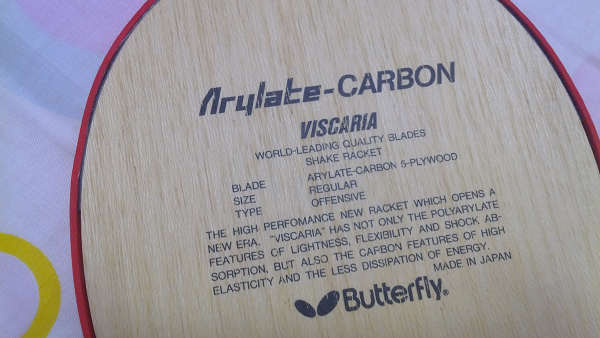 Arylate-CARBON
VISCARIA
WORLD-LEADING QUALITY BLADES
SHAKE RACKET
BLADE ARYLATE-CARBON 5-PLYWOOD
SIZE REGULAR
TYPE OFFENSIVE
THE HIGH PERFOMANCE NEW RACKET WHICH OPENS A
NEW ERA. "VISCARIA" HAS NOT ONLY THE POLYARYLATE
FEATURES OF LIGHTNESS, FLEXIBILITY AND SHOCK AB-
SORPTION, BUT ALSO THE CARBON FEATURES OF HIGH
ELASTICITY AND THE LESS DISSIPATION OF ENERGY.
MADE IN JAPAN
Butterfly®